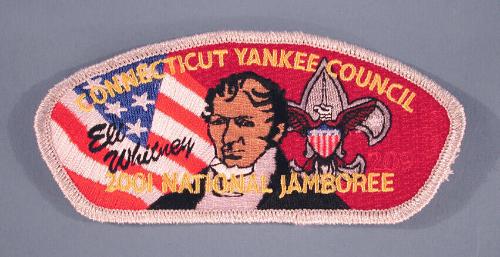 CONNECTICUT YANKEE COUNCIL
Eli
Whitney
2001 NATIONAL JAMBOREE